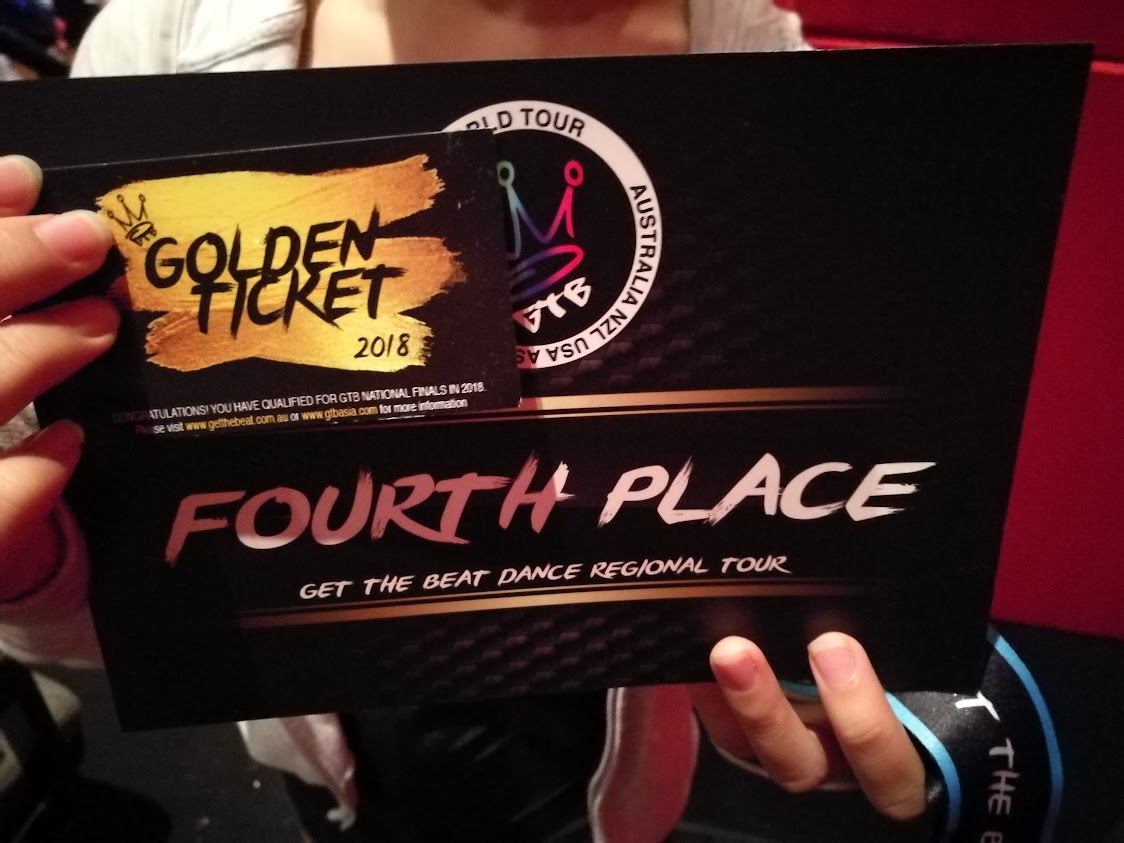 RLD TOUR
AUSTRALIA NZL USA AS
GTB
GOLDEN
TICKET
2018
CONGRATULATIONS! YOU HAVE QUALIFIED FOR GTB NATIONAL FINALS IN 2018.
Please visit www.getthebeat.com.au or www.gtbasia.com for more information
FOURTH PLACE
GET THE BEAT DANCE REGIONAL TOUR
T THE B